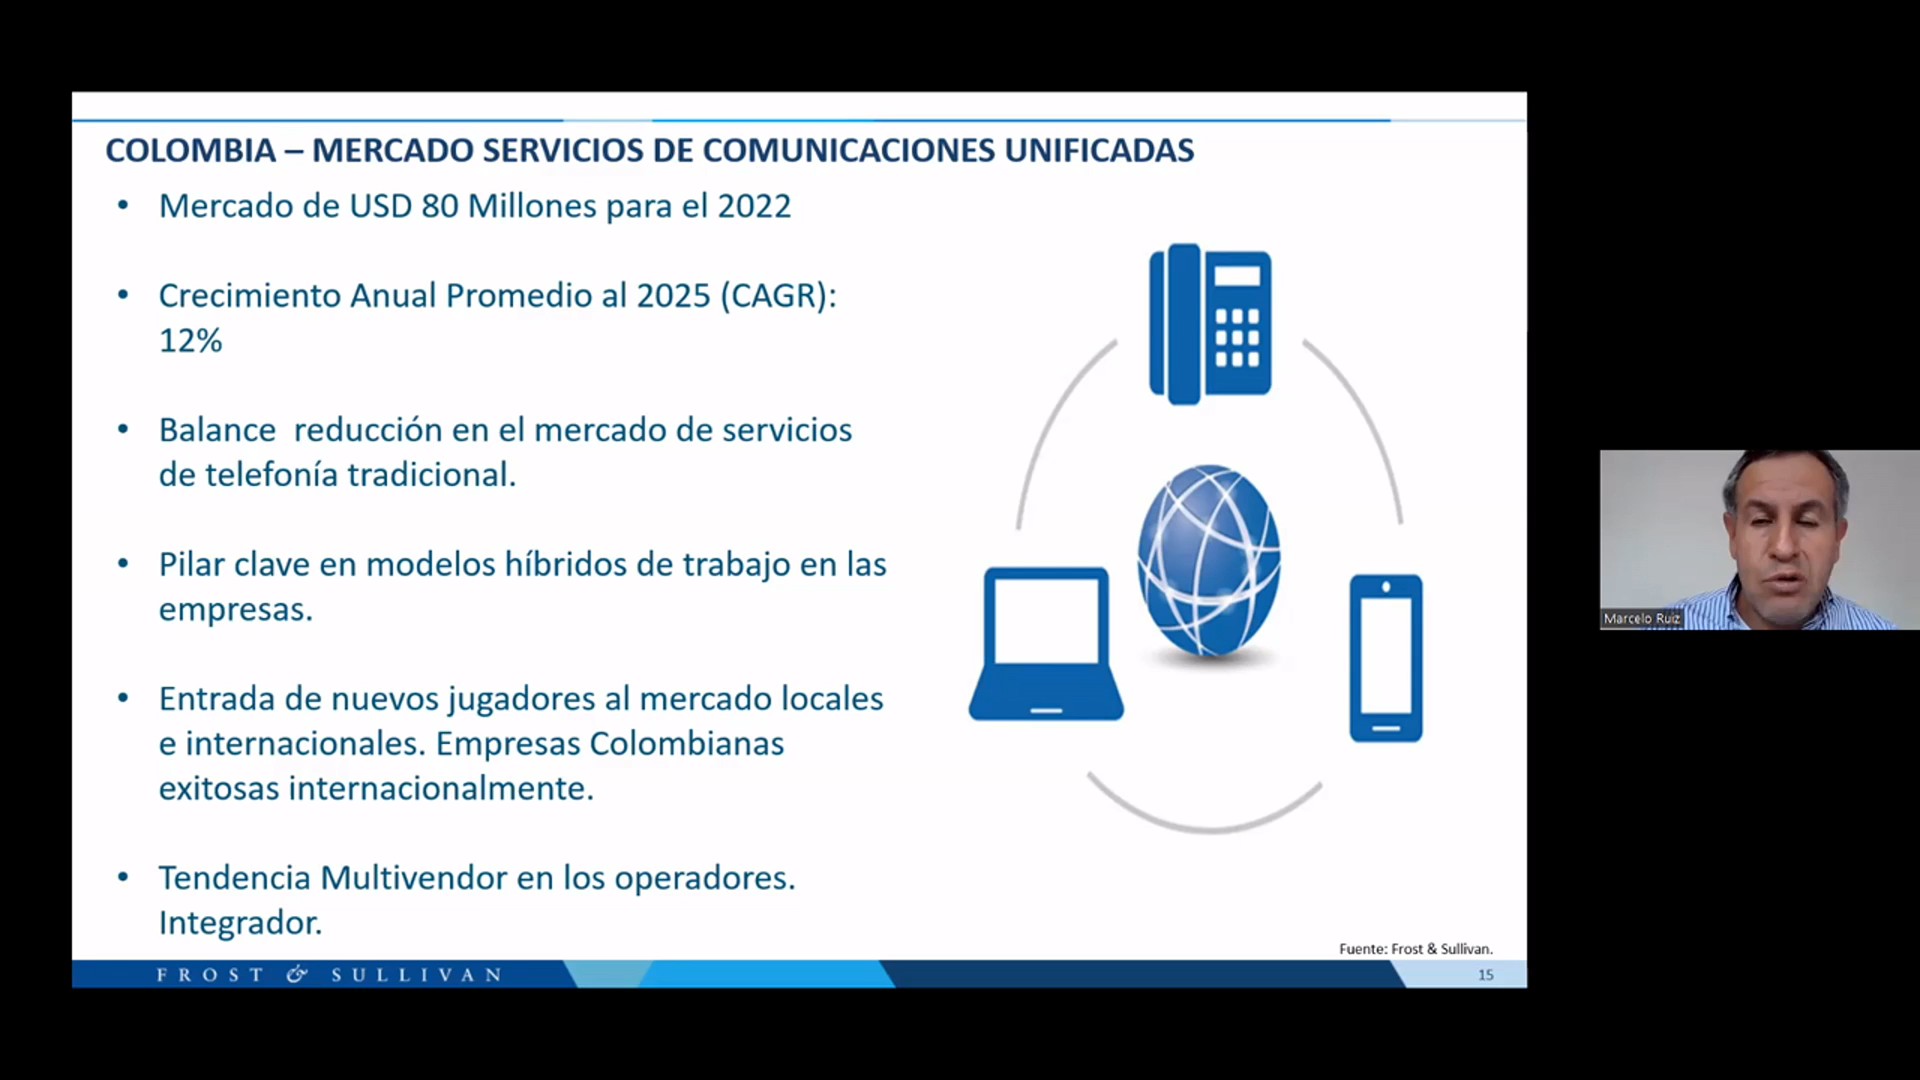 COLOMBIA – MERCADO SERVICIOS DE COMUNICACIONES UNIFICADAS
• Mercado de USD 80 Millones para el 2022
• Crecimiento Anual Promedio al 2025 (CAGR):
12%
• Balance  reducción en el mercado de servicios
de telefonía tradicional.
• Pilar clave en modelos híbridos de trabajo en las
empresas.
• Entrada de nuevos jugadores al mercado locales
e internacionales. Empresas Colombianas
exitosas internacionalmente.
• Tendencia Multivendor en los operadores.
Integrador.
Fuente: Frost & Sullivan.
FROST & SULLIVAN
15
Marcelo Ruiz